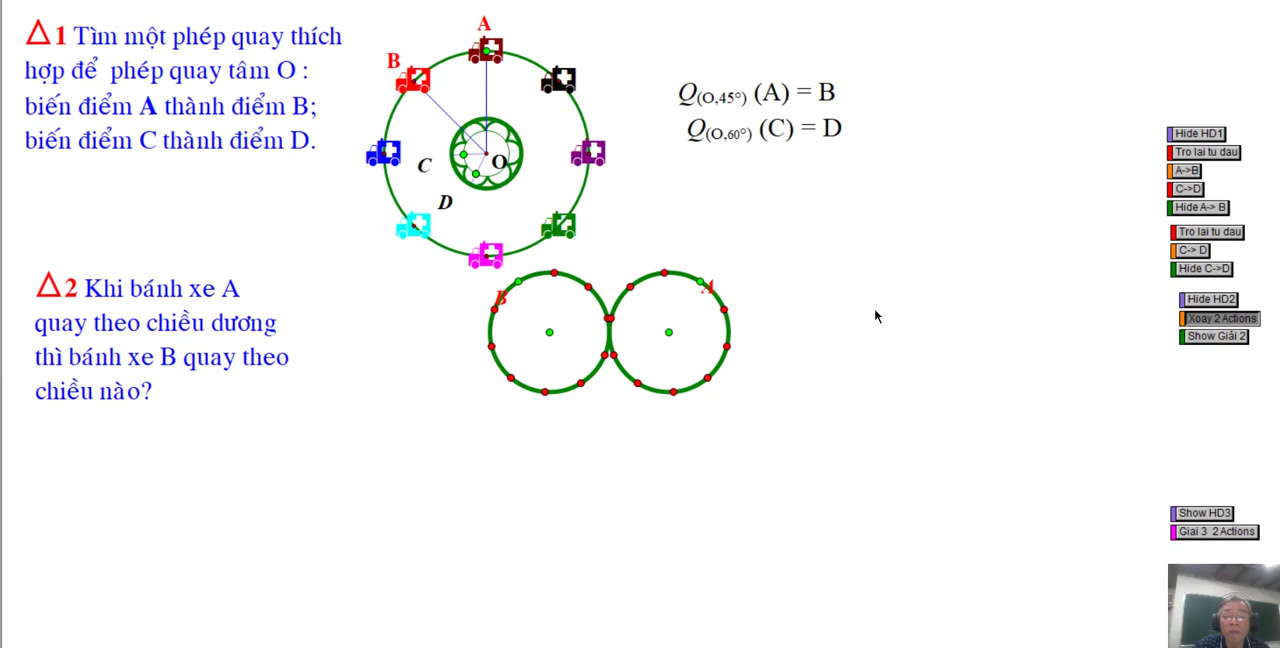 △1 Tìm một phép quay thích
hợp để phép quay tâm O :
biến điểm A thành điểm B;
biến điểm C thành điểm D.
A
B
C
O
D
Q(O,45°) (A) = B
Q(O,60°) (C) = D
△2 Khi bánh xe A
quay theo chiều dương
thì bánh xe B quay theo
chiều nào?
B
A
Hide HD1
Tro lai tu dau
A->B
C->D
Hide A-> B
Tro lai tu dau
C-> D
Hide C->D
Hide HD2
Xoay 2 Actions
Show Giải 2
Show HD3
Giai 3 2 Actions